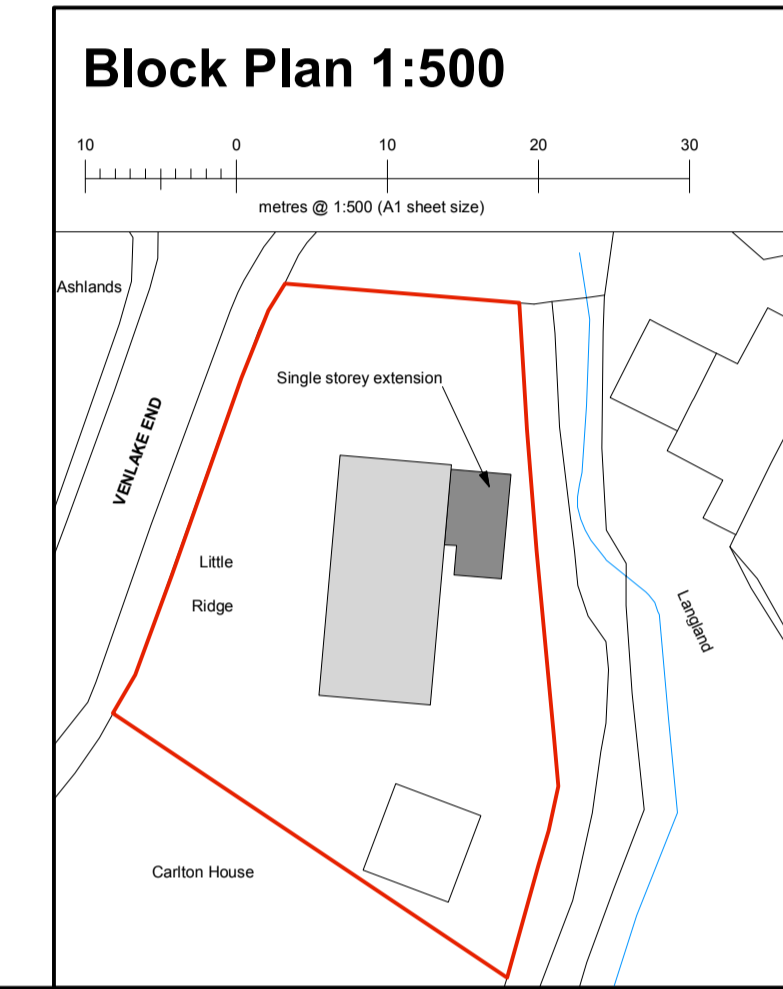 Block Plan 1:500
10 0 10 20 30
metres @ 1:500 (A1 sheet size)
Ashlands
Single storey extension
VENLAKE END
Little
Ridge
Langland
Carlton House